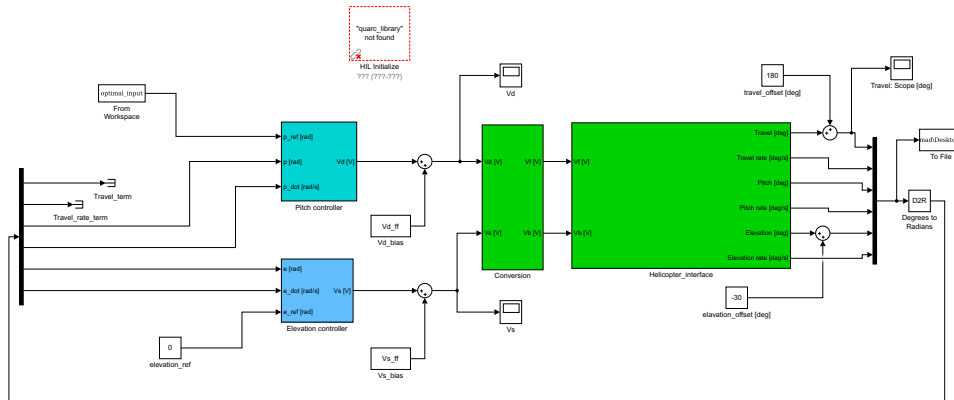 "quarc_library"
not found
HIL Initialize
??? (???-???)
optimal_input
From
Workspace
p_ref [rad]
p [rad]
p_dot [rad/s]
Vd [V]
Pitch controller
Vd
Vd_ff
Vd_bias
Travel_term
Travel_rate_term
e [rad]
e_dot [rad/s]
e_ref [rad]
Vs [V]
Elevation controller
0
elevation_ref
Vs_ff
Vs_bias
Vs
Vd [V]
Vs [V]
Vf [V]
Vb [V]
Conversion
Vf [V]
Vb [V]
Travel [deg]
Travel rate [deg/s]
Pitch [deg]
Pitch rate [deg/s]
Elevation [deg]
Elevation rate [deg/s]
Helicopter_interface
180
travel_offset [deg]
Travel: Scope [deg]
-30
elavation_offset [deg]
mad\Deskto
To File
D2R
Degrees to
Radians